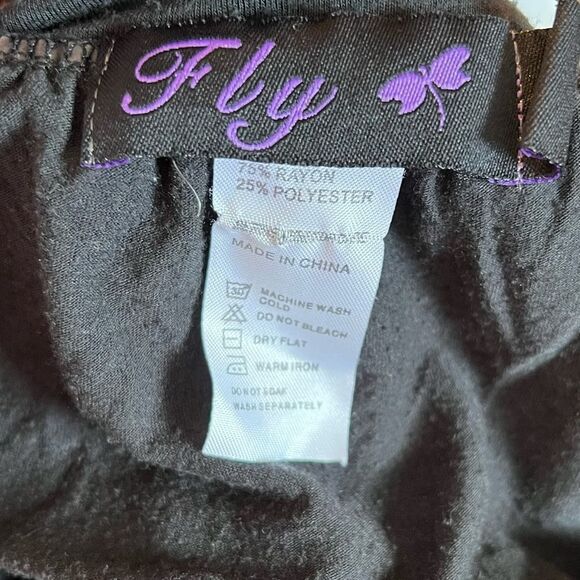 Fly
75% RAYON
25% POLYESTER
MADE IN CHINA
30
MACHINE WASH
COLD
DO NOT BLEACH
DRY FLAT
WARM IRON
DO NOT SOAK
WASH SEPARATELY